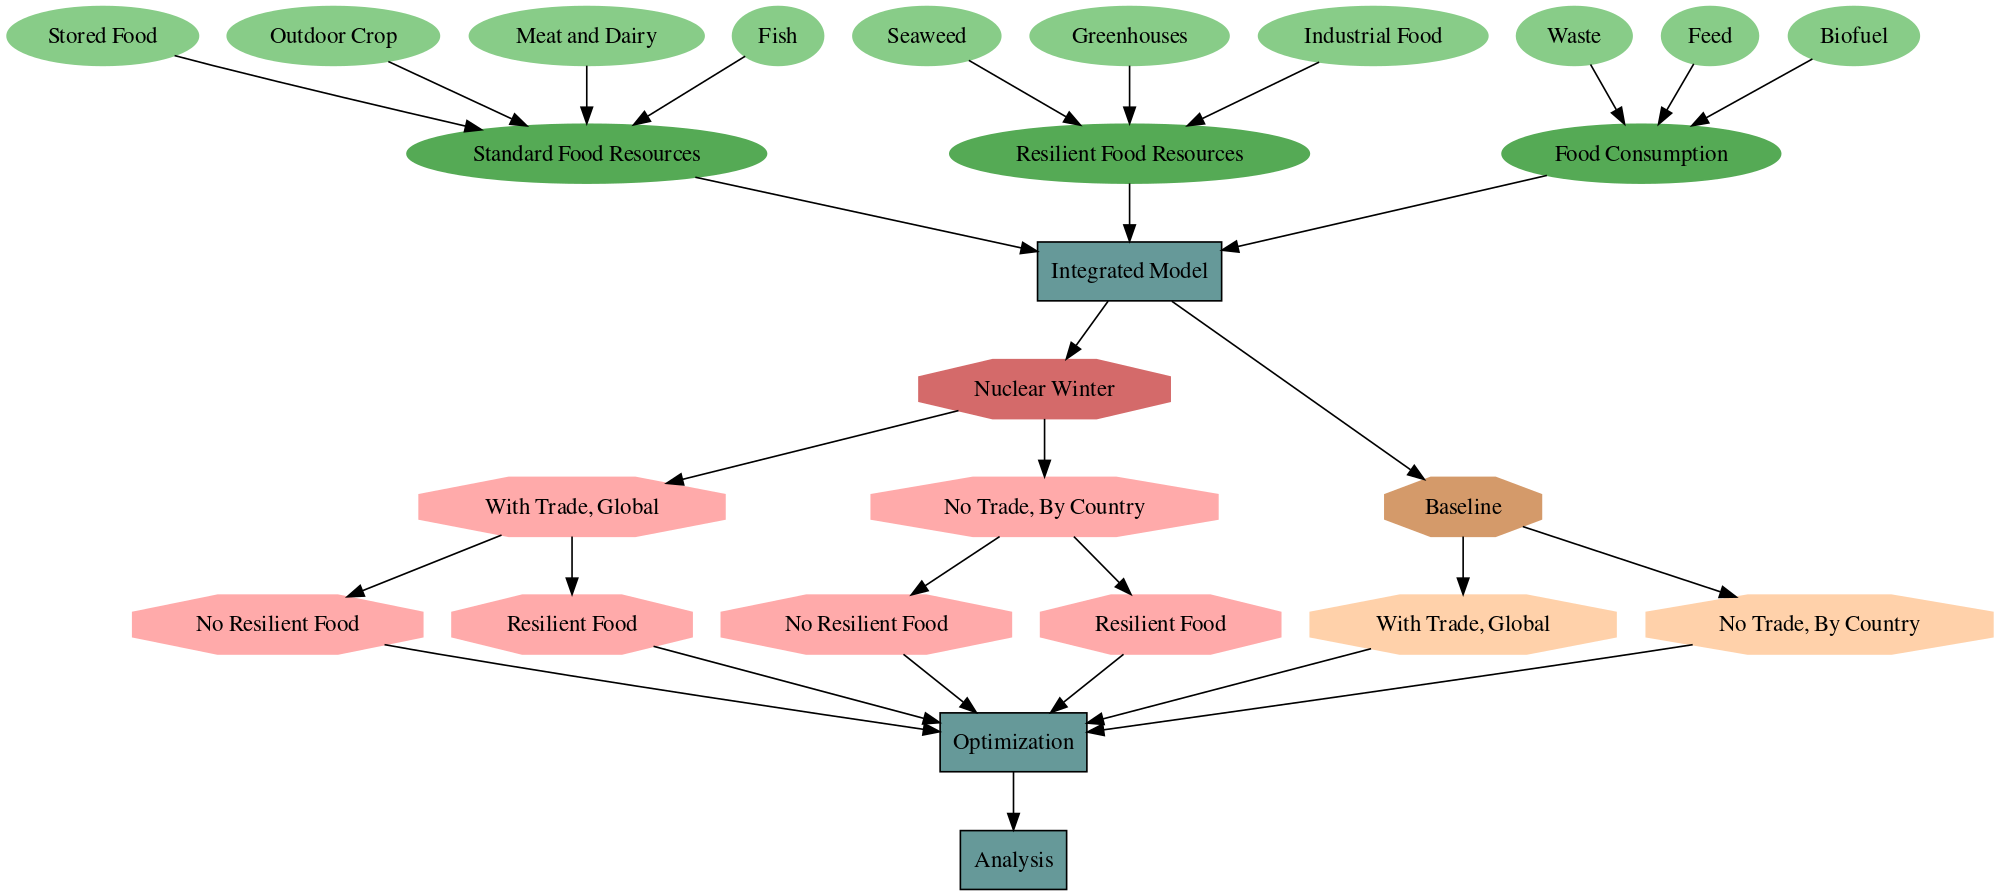 Stored Food
Outdoor Crop
Meat and Dairy
Fish
Seaweed
Greenhouses
Industrial Food
Waste
Feed
Biofuel
Standard Food Resources
Resilient Food Resources
Food Consumption
Integrated Model
Nuclear Winter
With Trade, Global
No Trade, By Country
Baseline
No Resilient Food
Resilient Food
No Resilient Food
Resilient Food
With Trade, Global
No Trade, By Country
Optimization
Analysis